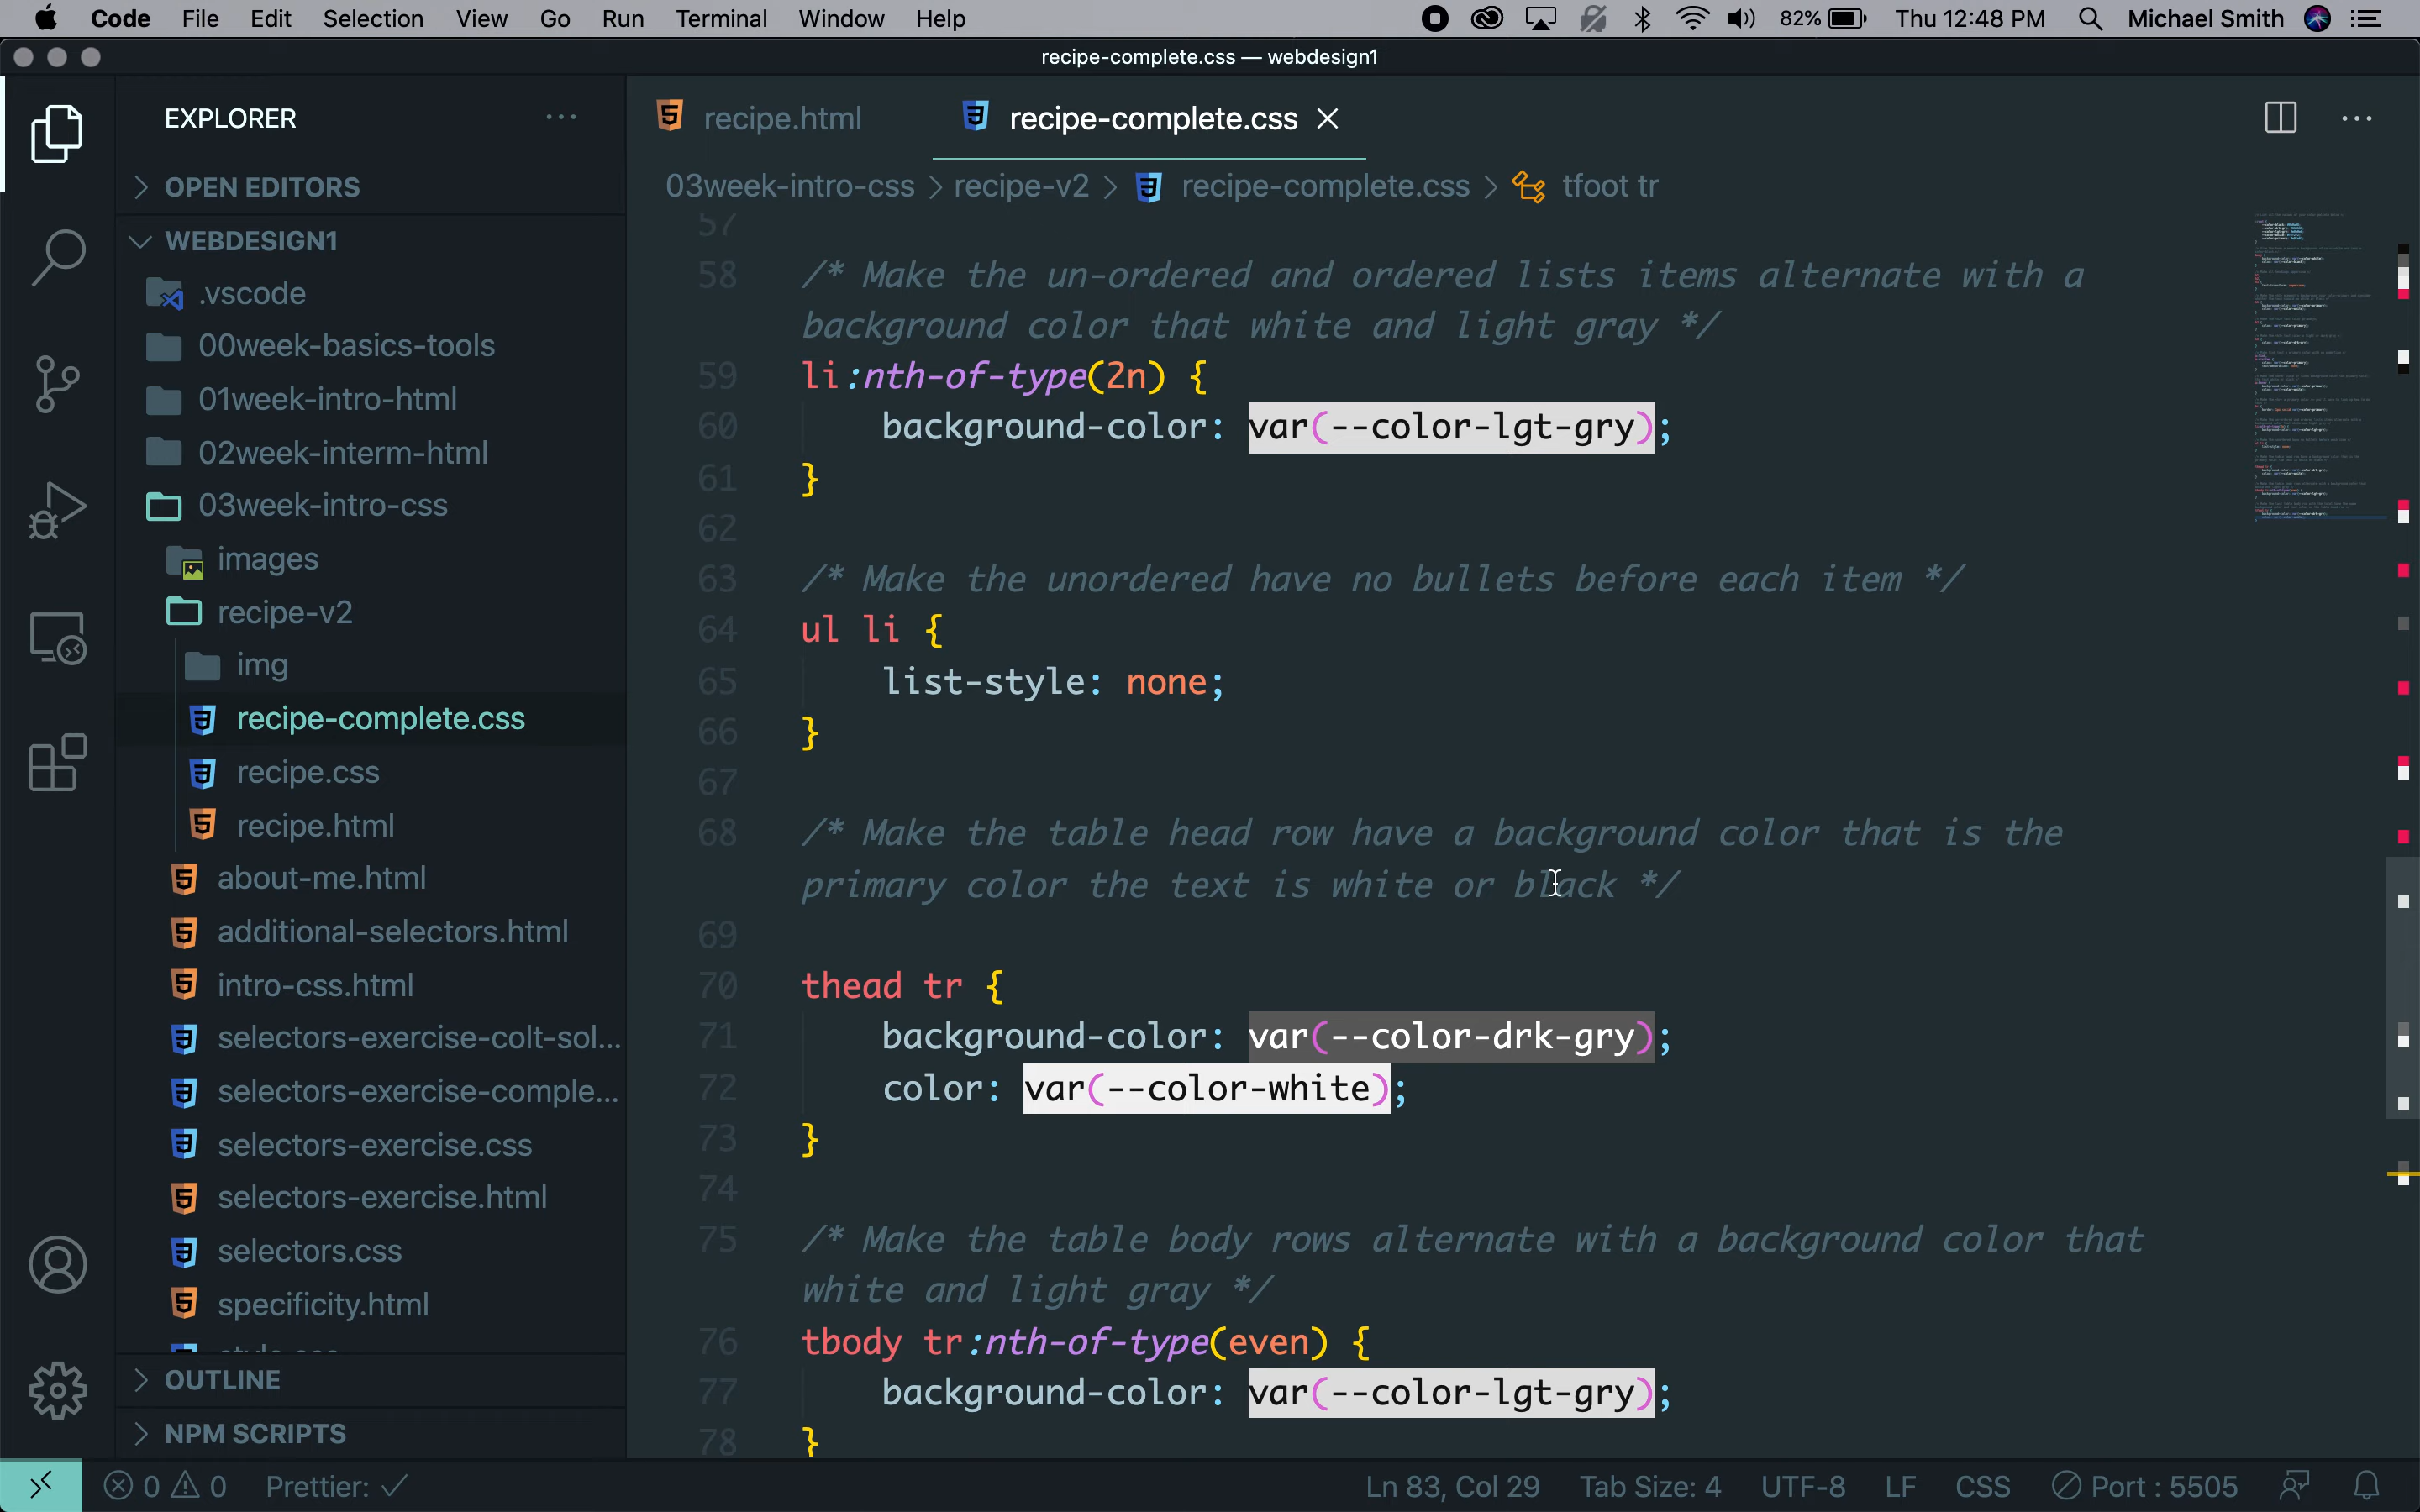 Code File Edit Selection View Go Run Terminal Window Help 82% Thu 12:48 PM Michael Smith
recipe-complete.css — webdesign1
EXPLORER ···
OPEN EDITORS
WEBDESIGN1
.vscode
00week-basics-tools
01week-intro-html
02week-interm-html
03week-intro-css
images
recipe-v2
img
recipe-complete.css
recipe.css
recipe.html
about-me.html
additional-selectors.html
intro-css.html
selectors-exercise-colt-sol...
selectors-exercise-comple...
selectors-exercise.css
selectors-exercise.html
selectors.css
specificity.html
OUTLINE
NPM SCRIPTS
recipe.html recipe-complete.css
03week-intro-css > recipe-v2 > recipe-complete.css > tfoot tr
57
58 /* Make the un-ordered and ordered lists items alternate with a
background color that white and light gray */
59 li:nth-of-type(2n) {
60 background-color: var(--color-lgt-gry);
61 }
62
63 /* Make the unordered have no bullets before each item */
64 ul li {
65 list-style: none;
66 }
67
68 /* Make the table head row have a background color that is the
primary color the text is white or black */
69
70 thead tr {
71 background-color: var(--color-drk-gry);
72 color: var(--color-white);
73 }
74
75 /* Make the table body rows alternate with a background color that
white and light gray */
76 tbody tr:nth-of-type(even) {
77 background-color: var(--color-lgt-gry);
78 }
0 0 Prettier: ✓ Ln 83, Col 29 Tab Size: 4 UTF-8 LF CSS Port : 5505